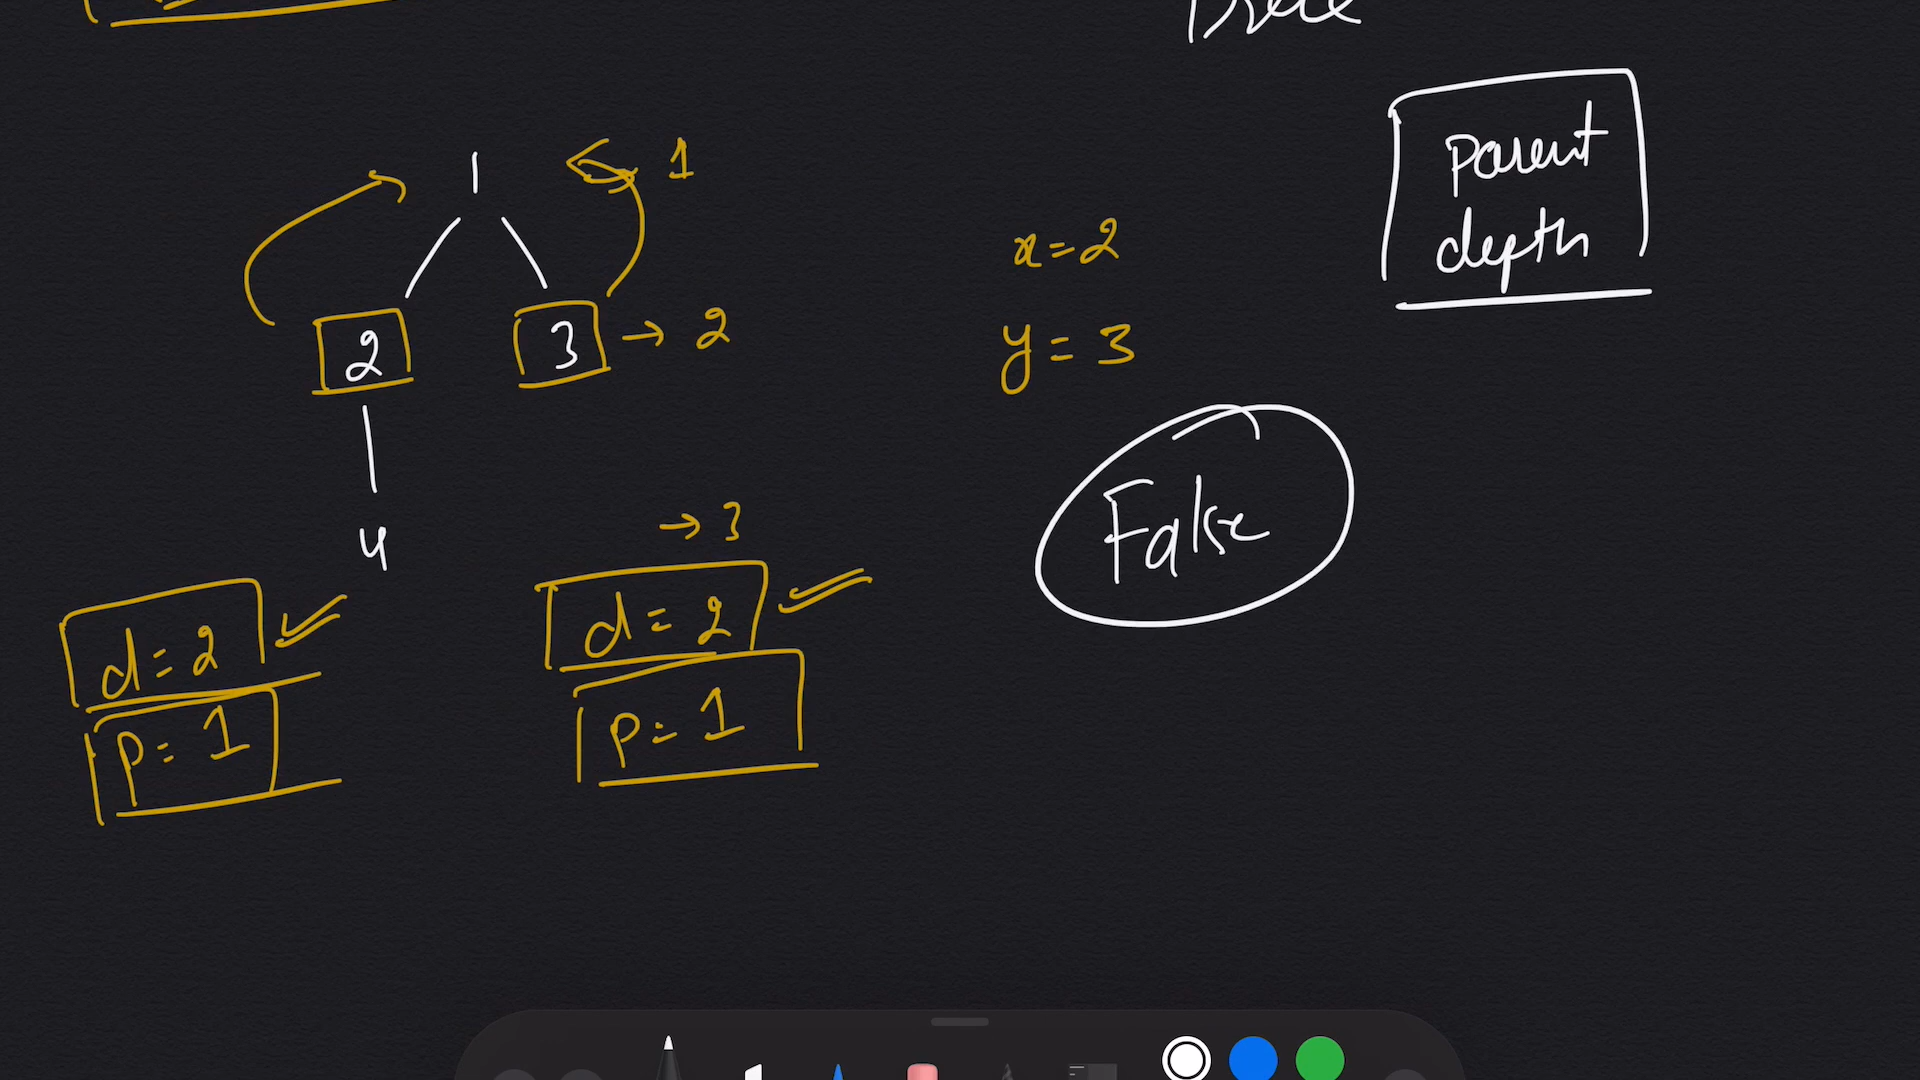 1
1
2
3 → 2
4
→ 3
d = 2
d = 2
p = 1
p = 1
x = 2
y = 3
False
parent
depth